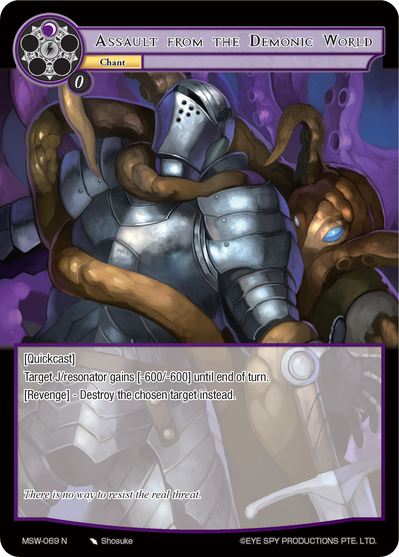 Assault from the Demonic World
Chant
0
[Quickcast]
Target J/resonator gains [-600/-600] until end of turn.
[Revenge] - Destroy the chosen target instead.
There is no way to resist the real threat.
MSW-069 N Shosuke ©EYE SPY PRODUCTIONS PTE. LTD.